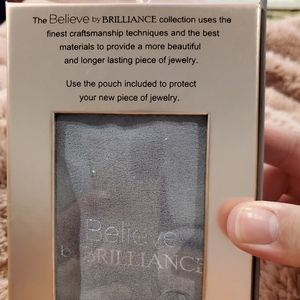 The Believe by BRILLIANCE collection uses the
finest craftsmanship techniques and the best
materials to provide a more beautiful
and longer lasting piece of jewelry.
Use the pouch included to protect
your new piece of jewelry.
Believe
by BRILLIANCE